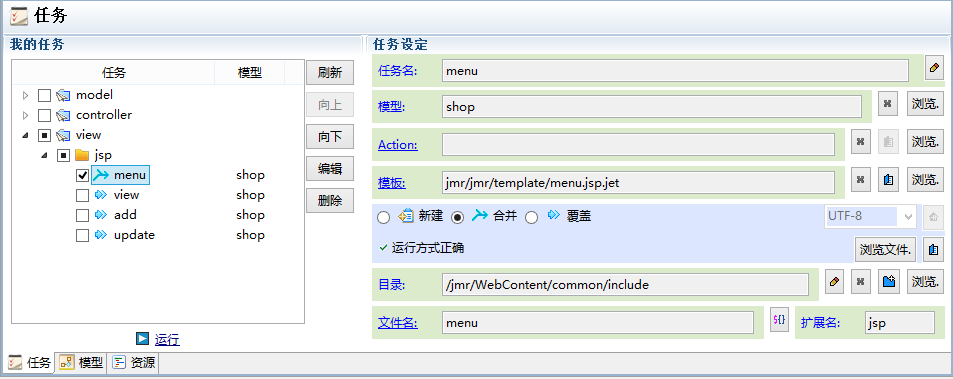 任务
我的任务
任务 模型
model
controller
view
jsp
menu shop
view shop
add shop
update shop
刷新
向上
向下
编辑
删除
运行
任务设定
任务名: menu
模型: shop 浏览.
Action: 浏览.
模板: jmr/jmr/template/menu.jsp.jet 浏览.
新建 合并 覆盖 UTF-8
运行方式正确 浏览文件.
目录: /jmr/WebContent/common/include 浏览.
文件名: menu ${} 扩展名: jsp
任务 模型 资源